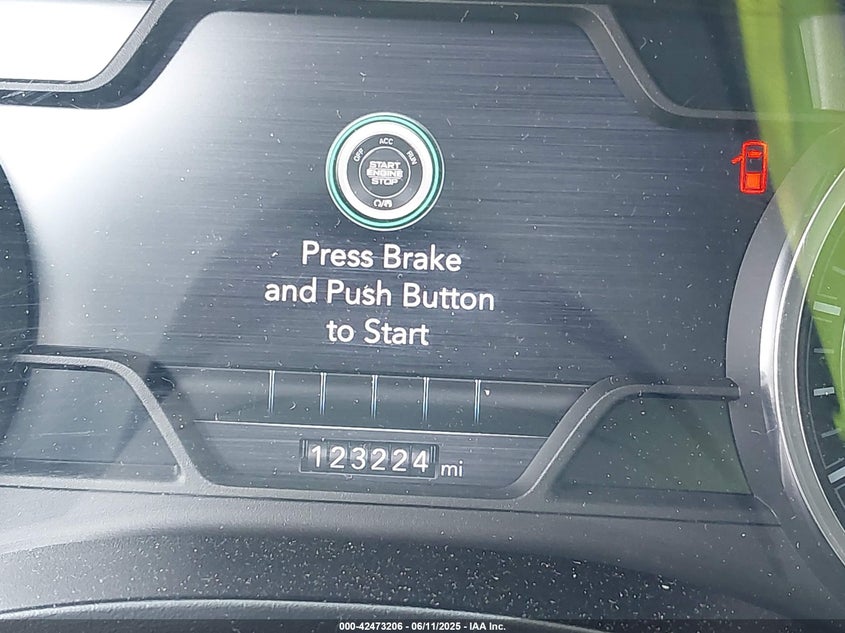 OFF ACC RUN
START
ENGINE
STOP
Press Brake
and Push Button
to Start
123224 mi
000-42473206 - 06/11/2025 - IAA Inc.